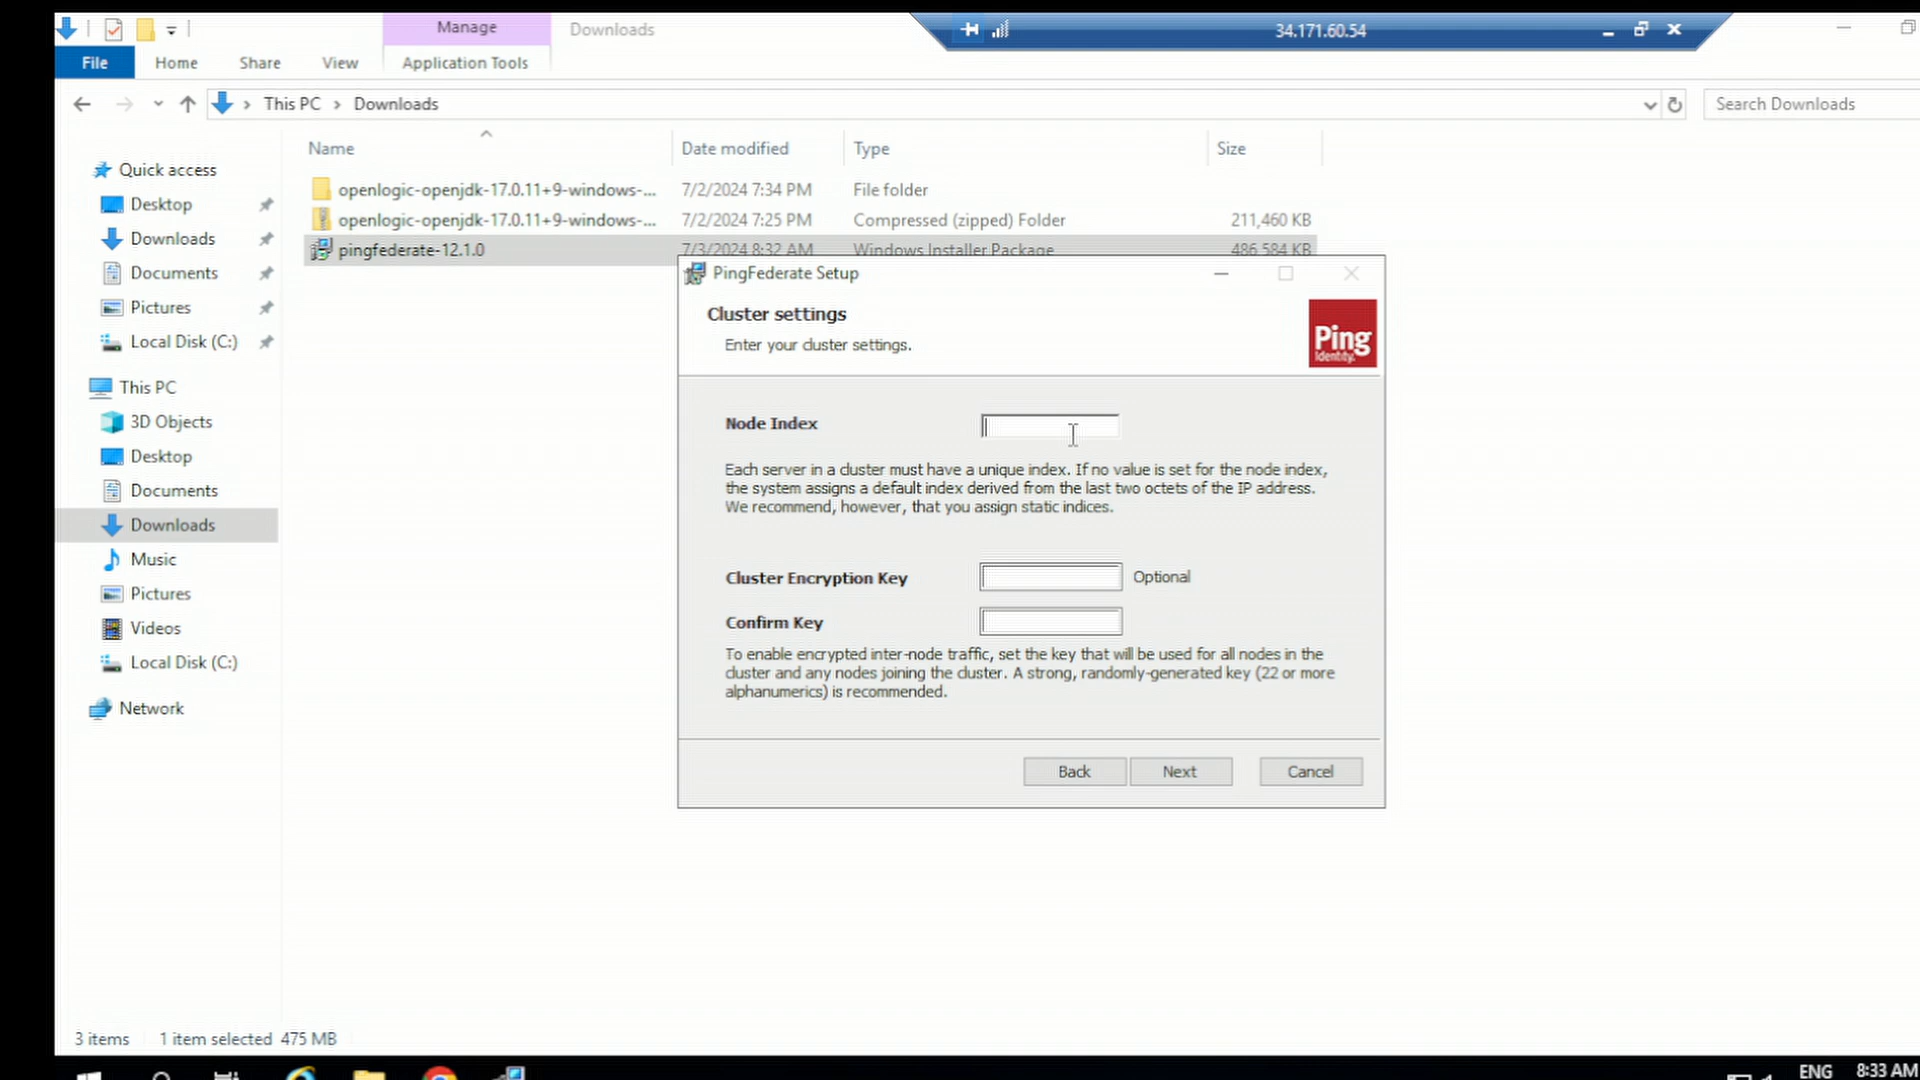 Manage
Downloads
34.171.60.54
File
Home
Share
View
Application Tools
This PC
Downloads
Search Downloads
Name
Date modified
Type
Size
Quick access
Desktop
Downloads
Documents
Pictures
Local Disk (C:)
This PC
3D Objects
Desktop
Documents
Downloads
Music
Pictures
Videos
Local Disk (C:)
Network
openlogic-openjdk-17.0.11+9-windows-... 7/2/2024 7:34 PM File folder
openlogic-openjdk-17.0.11+9-windows-... 7/2/2024 7:25 PM Compressed (zipped) Folder 211,460 KB
pingfederate-12.1.0 7/3/2024 8:32 AM Windows Installer Package 486,584 KB
PingFederate Setup
Cluster settings
Enter your cluster settings.
Ping
Identity.
Node Index
Each server in a cluster must have a unique index. If no value is set for the node index,
the system assigns a default index derived from the last two octets of the IP address.
We recommend, however, that you assign static indices.
Cluster Encryption Key
Optional
Confirm Key
To enable encrypted inter-node traffic, set the key that will be used for all nodes in the
cluster and any nodes joining the cluster. A strong, randomly-generated key (22 or more
alphanumerics) is recommended.
Back
Next
Cancel
3 items
1 item selected 475 MB
ENG
8:33 AM